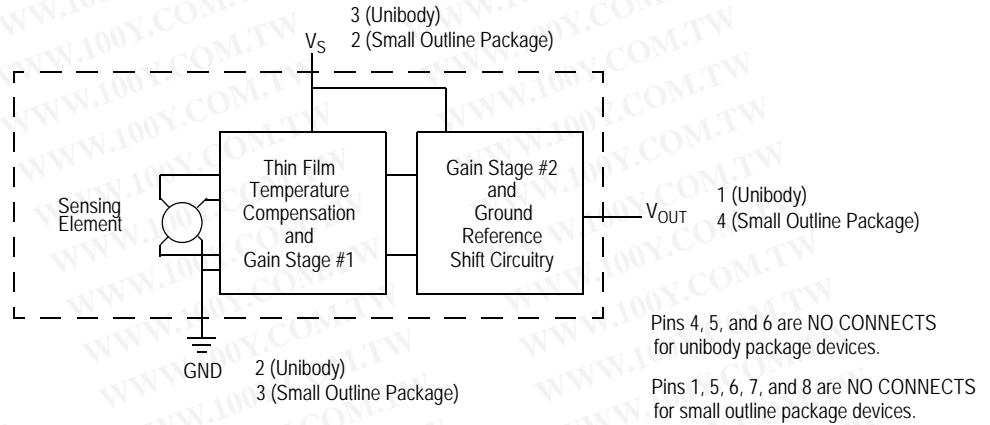 3 (Unibody)
V_S 2 (Small Outline Package)
Thin Film
Temperature
Compensation
and
Gain Stage #1
Gain Stage #2
and
Ground
Reference
Shift Circuitry
Sensing
Element
V_OUT
1 (Unibody)
4 (Small Outline Package)
GND
2 (Unibody)
3 (Small Outline Package)
Pins 4, 5, and 6 are NO CONNECTS
for unibody package devices.
Pins 1, 5, 6, 7, and 8 are NO CONNECTS
for small outline package devices.
WWW.100Y.COM.TW